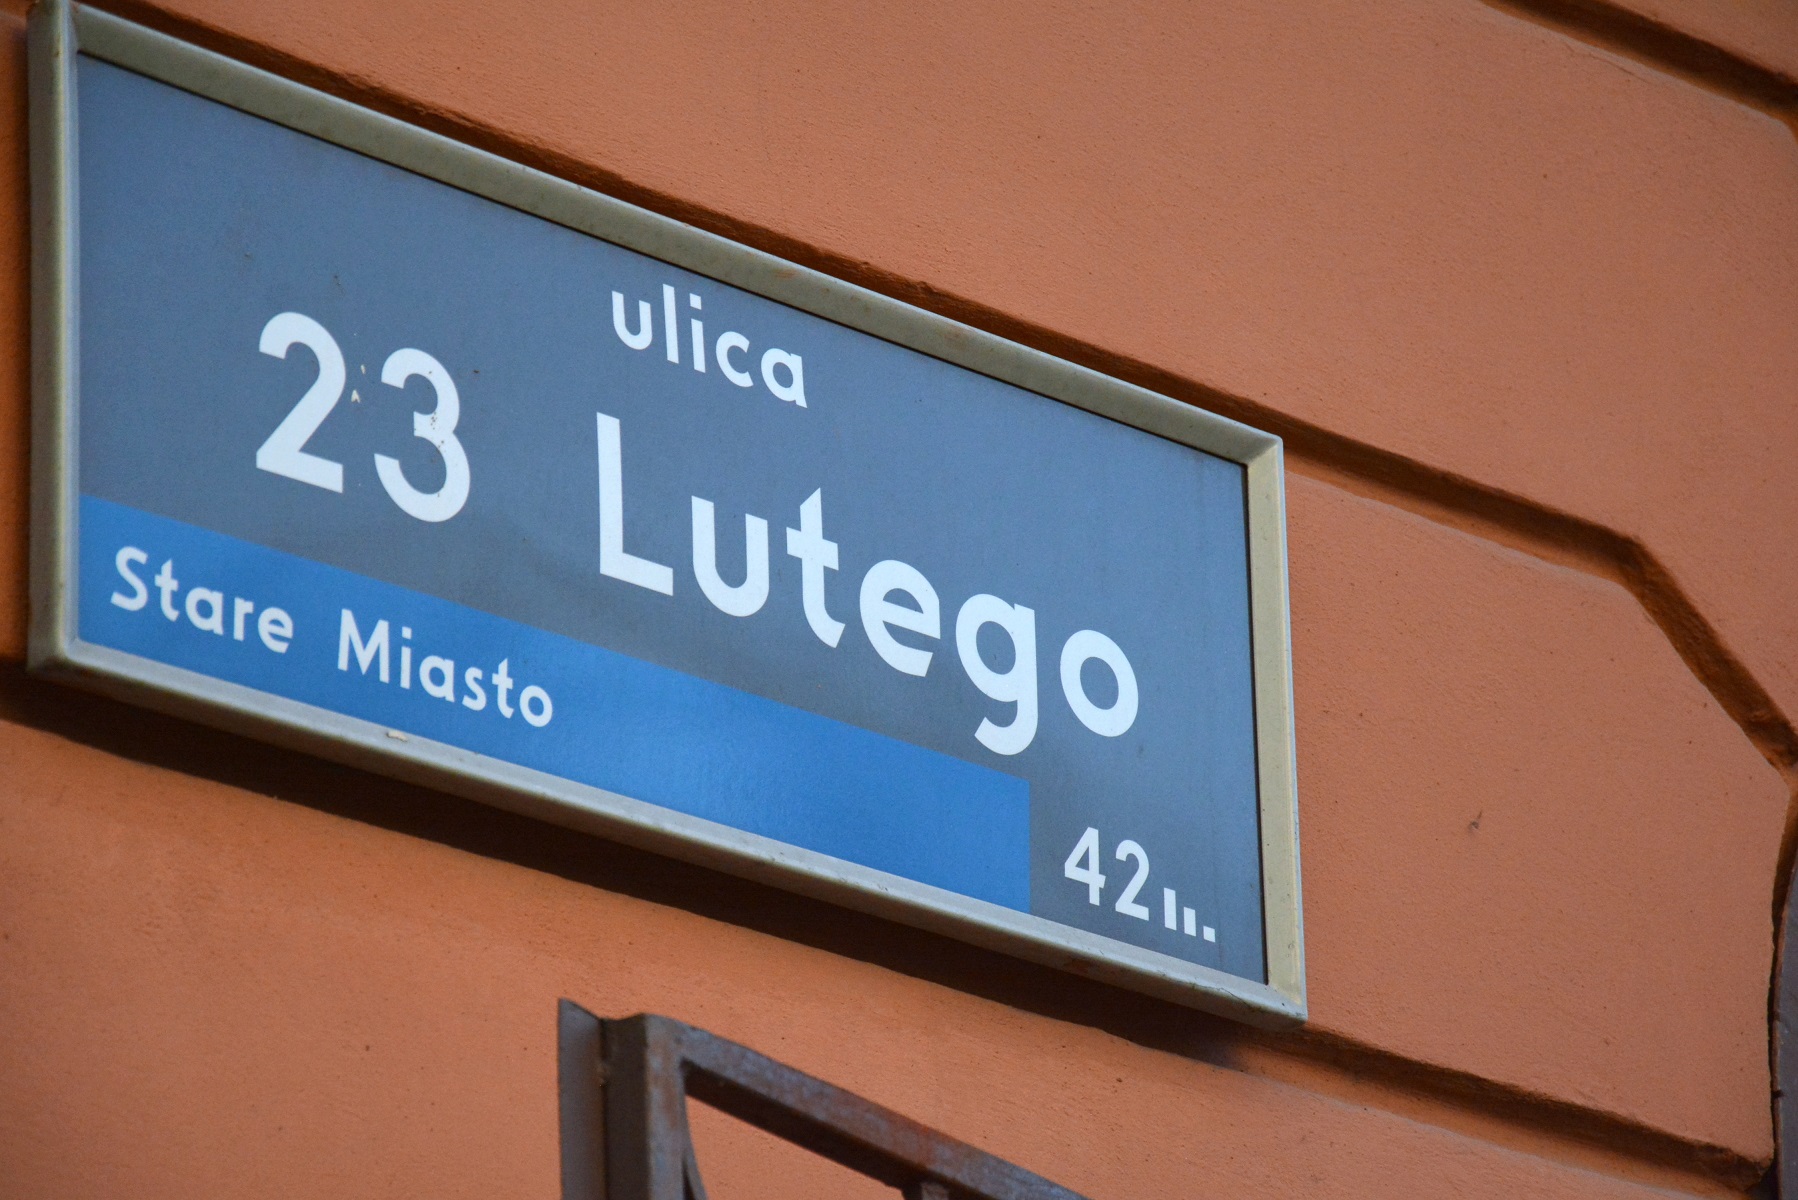 ulica
23 Lutego
Stare Miasto
42